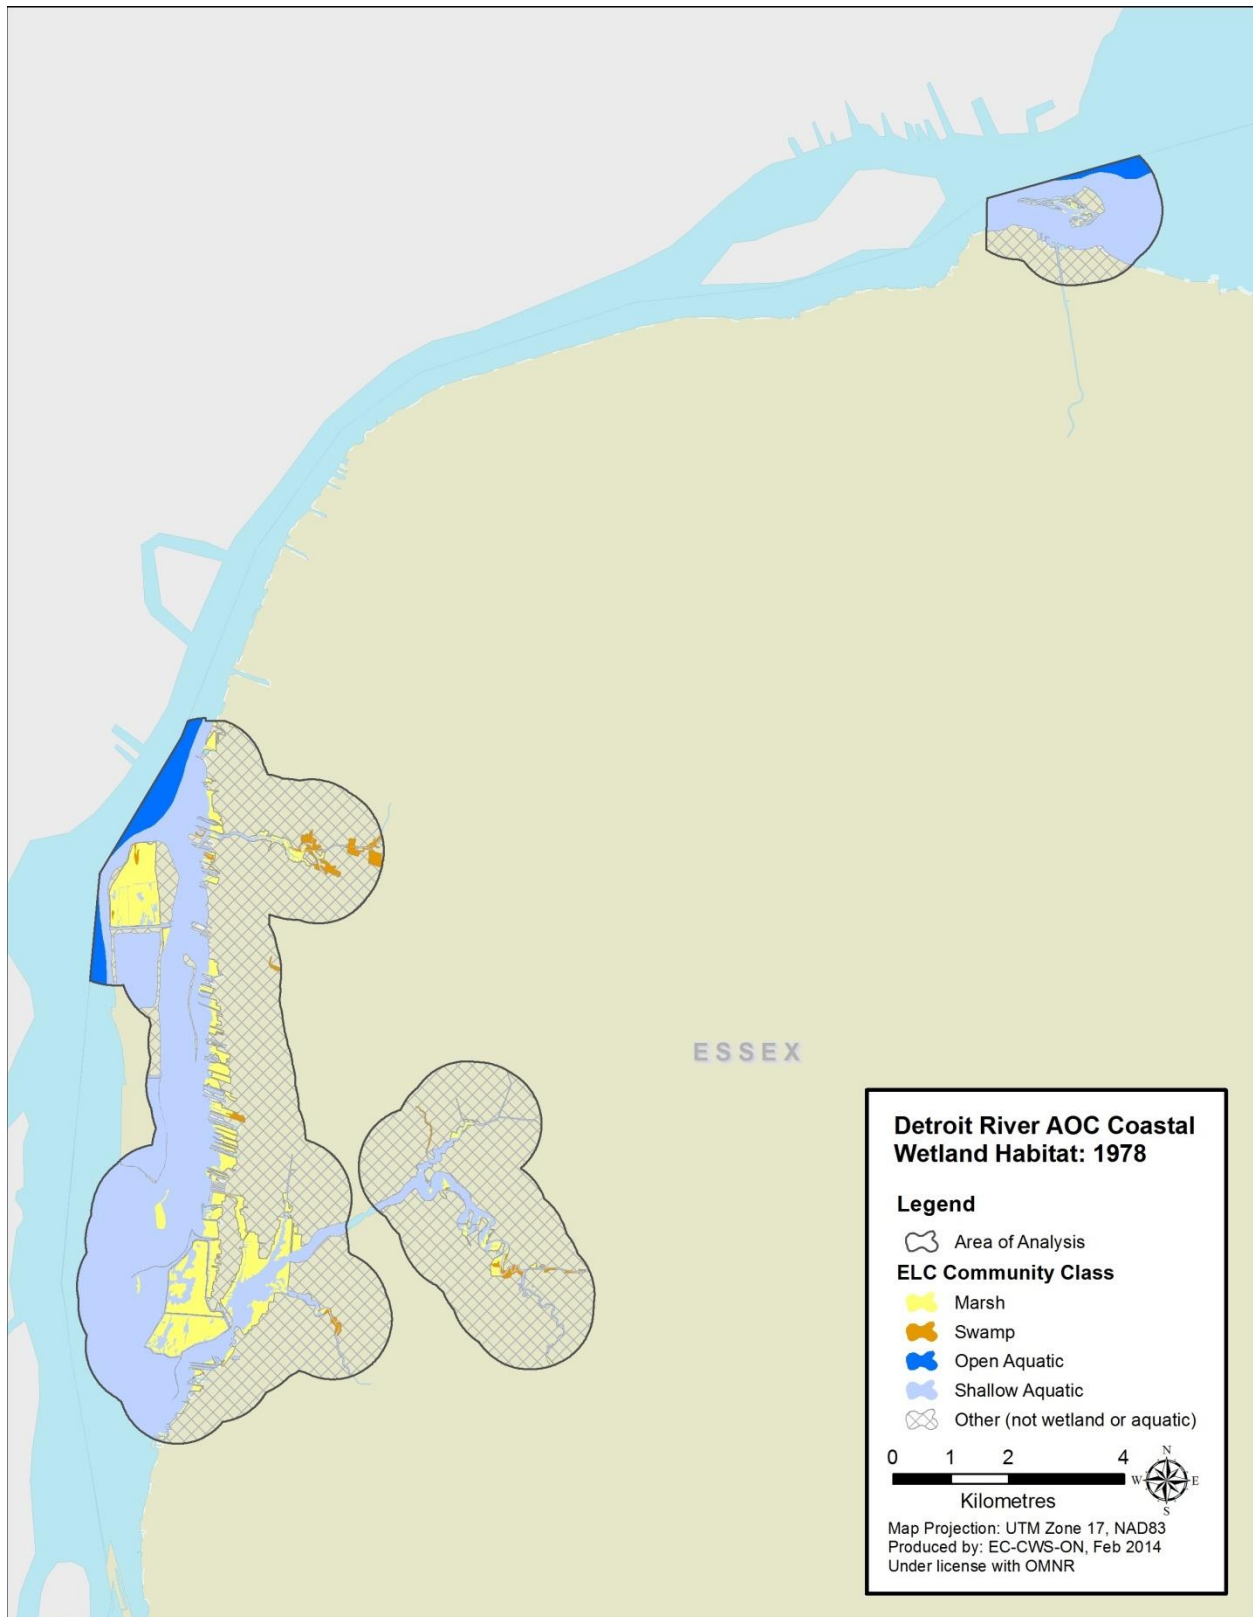 ESSEX
Detroit River AOC Coastal
Wetland Habitat: 1978
Legend
Area of Analysis
ELC Community Class
Marsh
Swamp
Open Aquatic
Shallow Aquatic
Other (not wetland or aquatic)
0 1 2 4
Kilometres
N
W E
S
Map Projection: UTM Zone 17, NAD83
Produced by: EC-CWS-ON, Feb 2014
Under license with OMNR